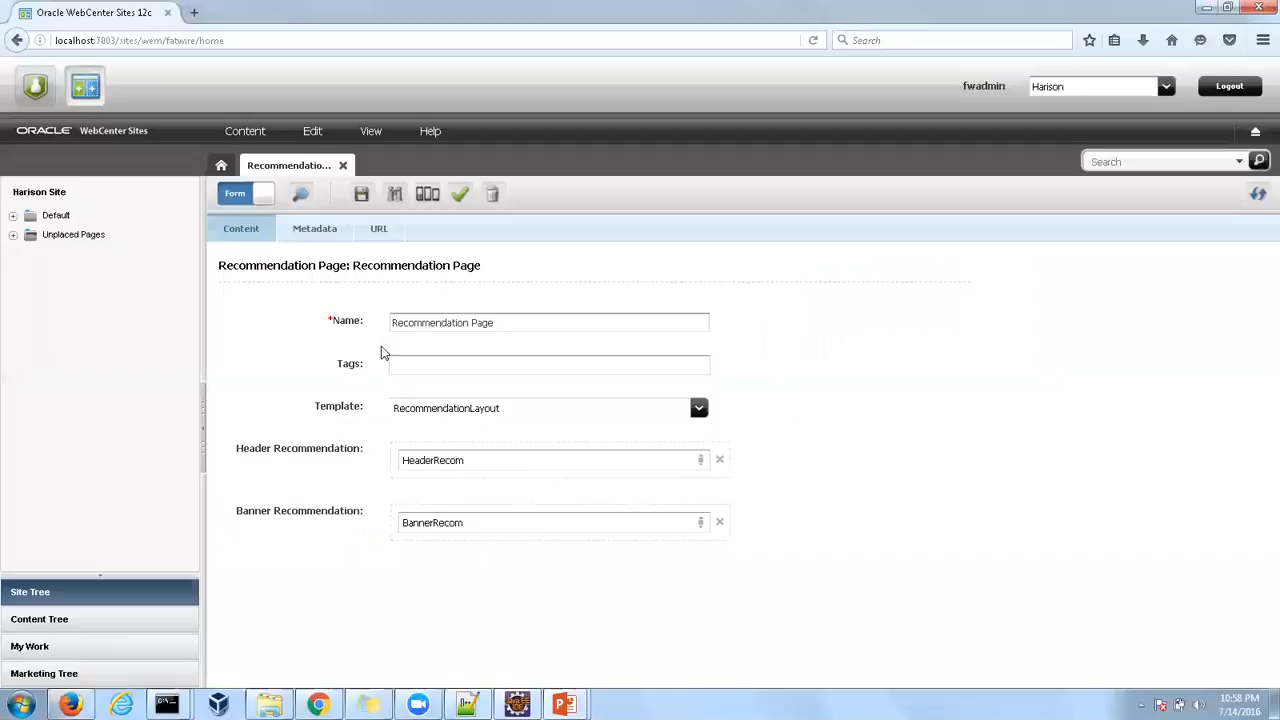 Oracle WebCenter Sites 12c
localhost:7003/sites/wem/fatwire/home
Search
fwadmin
Harison
Logout
ORACLE WebCenter Sites
Content
Edit
View
Help
Recommendatio...
Search
Harison Site
Default
Unplaced Pages
Form
Content
Metadata
URL
Recommendation Page: Recommendation Page
*Name:
Recommendation Page
Tags:
Template:
RecommendationLayout
Header Recommendation:
HeaderRecom
Banner Recommendation:
BannerRecom
Site Tree
Content Tree
My Work
Marketing Tree
10:58 PM
7/14/2016